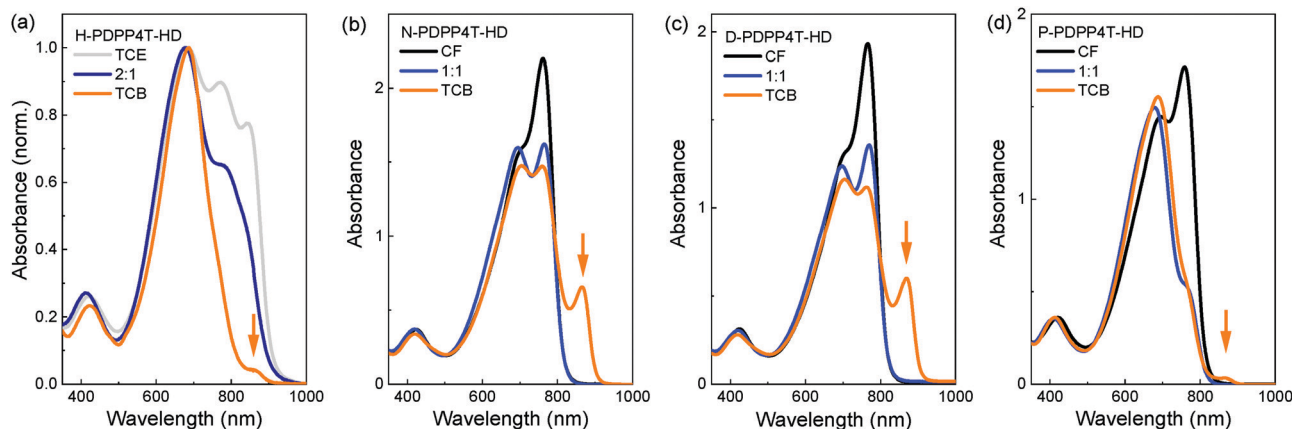 (a)
H-PDPP4T-HD
TCE
2:1
TCB
Absorbance (norm.)
1.0
0.8
0.6
0.4
0.2
0.0
400 600 800 1000
Wavelength (nm)
(b)
N-PDPP4T-HD
CF
1:1
TCB
Absorbance
2
1
0
400 600 800 1000
Wavelength (nm)
(c)
D-PDPP4T-HD
CF
1:1
TCB
Absorbance
2
1
0
400 600 800 1000
Wavelength (nm)
(d)
P-PDPP4T-HD
CF
1:1
TCB
Absorbance
2
1
0
400 600 800 1000
Wavelength (nm)